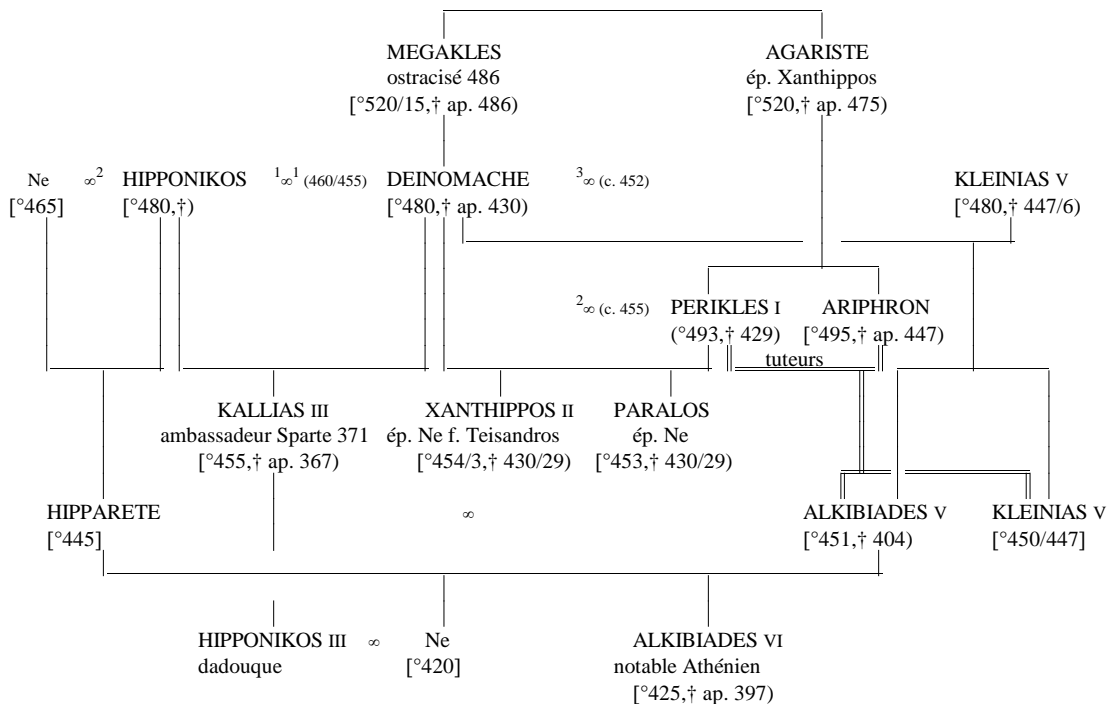 MEGAKLES AGARISTE
ostracisé 486 ép. Xanthippos
[°520/15,† ap. 486) [°520,† ap. 475)
Ne ∞² HIPPONIKOS ¹∞¹ (460/455) DEINOMACHE ³∞ (c. 452) KLEINIAS V
[°465] [°480,†) [°480,† ap. 430) [°480,† 447/6)
²∞ (c. 455) PERIKLES I ARIPHRON
(°493,† 429) [°495,† ap. 447)
tuteurs
KALLIAS III XANTHIPPOS II PARALOS
ambassadeur Sparte 371 ép. Ne f. Teisandros ép. Ne
[°455,† ap. 367) [°454/3,† 430/29) [°453,† 430/29)
HIPPARETE ∞ ALKIBIADES V KLEINIAS V
[°445] [°451,† 404) [°450/447]
HIPPONIKOS III ∞ Ne ALKIBIADES VI
dadouque [°420] notable Athénien
[°425,† ap. 397)